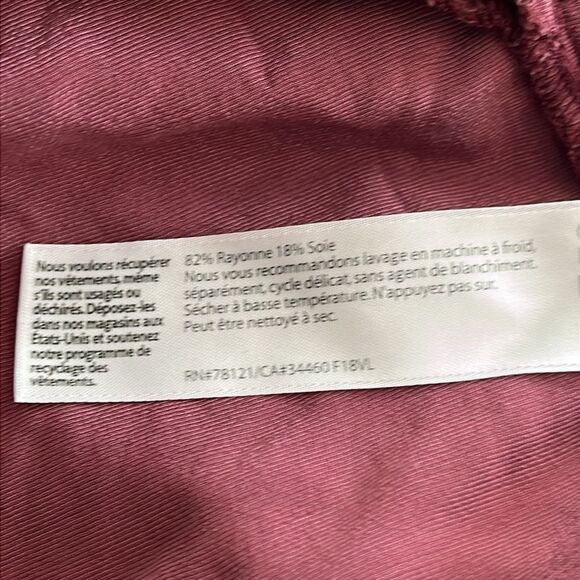 Nous voulons récupérer
nos vêtements, même
s'ils sont usagés ou
déchirés. Déposez-les
dans nos magasins aux
États-Unis et soutenez
notre programme de
recyclage des
vêtements.
82% Rayonne 18% Soie
Nous vous recommandons lavage en machine à froid,
séparément, cycle délicat, sans agent de blanchiment.
Sécher à basse température. N'appuyez pas sur.
Peut être nettoyé à sec.
RN#78121/CA#34460 F18VL